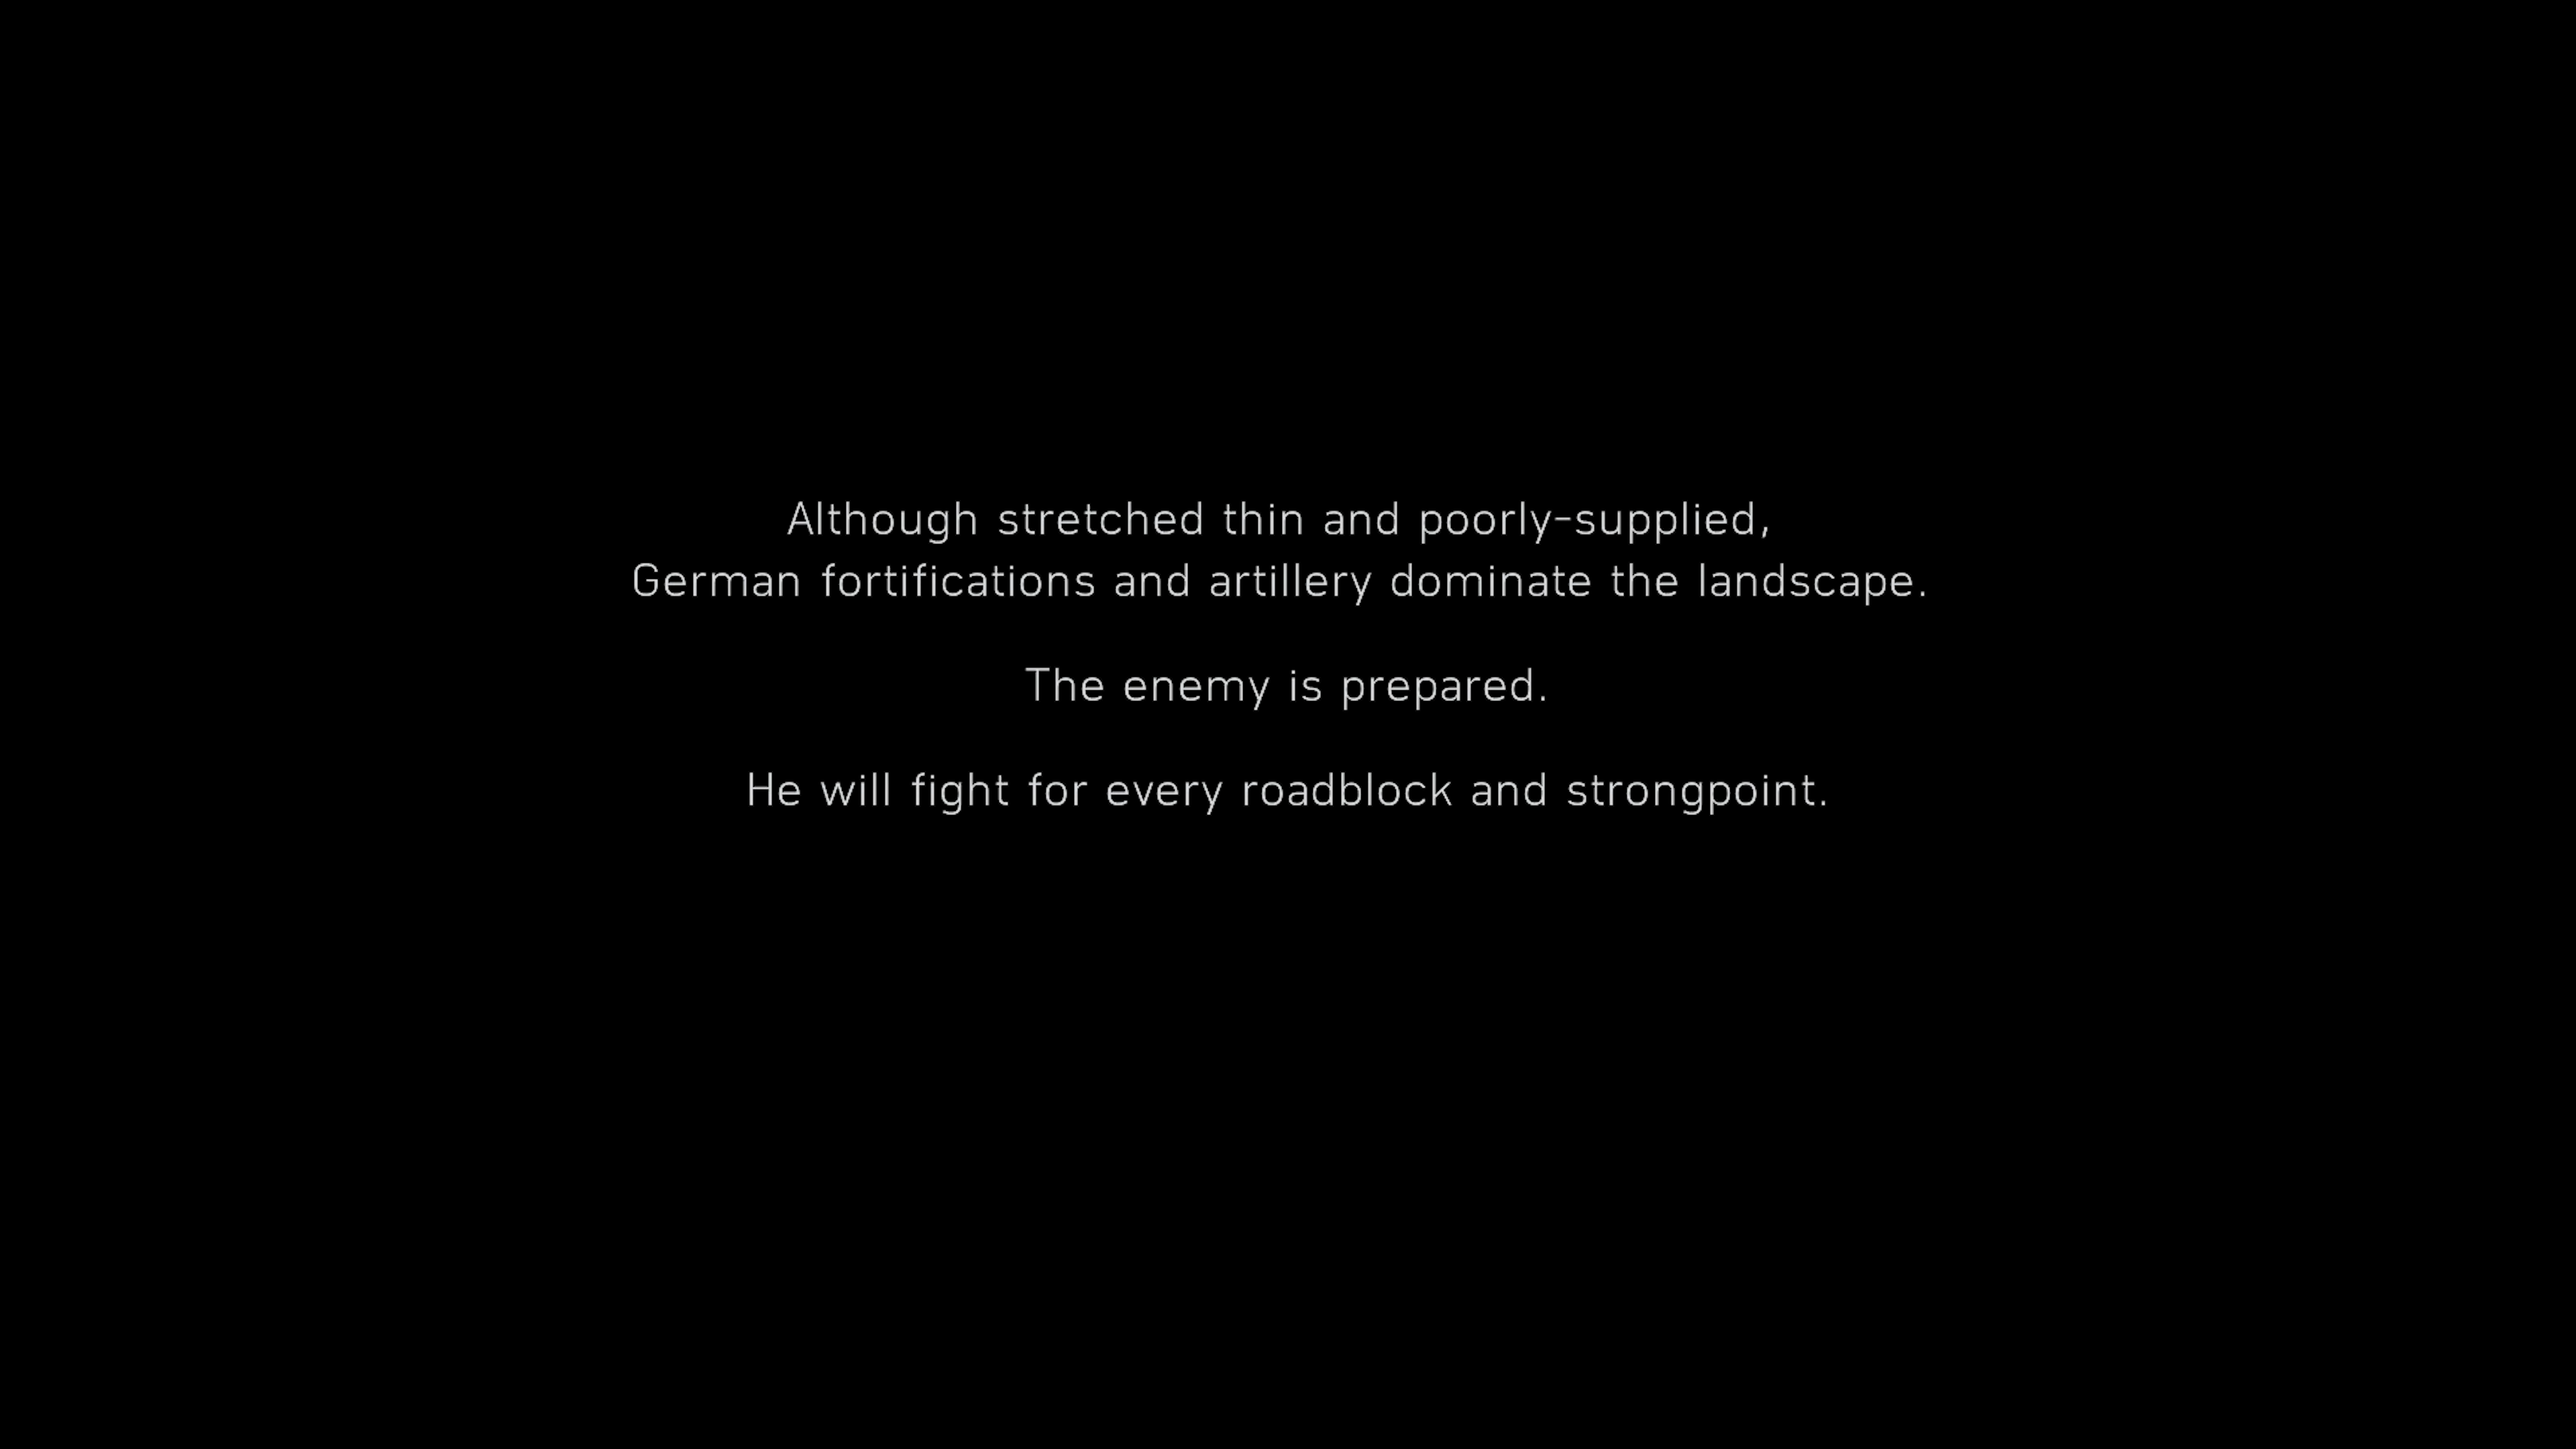 Although stretched thin and poorly-supplied,
German fortifications and artillery dominate the landscape.
The enemy is prepared.
He will fight for every roadblock and strongpoint.